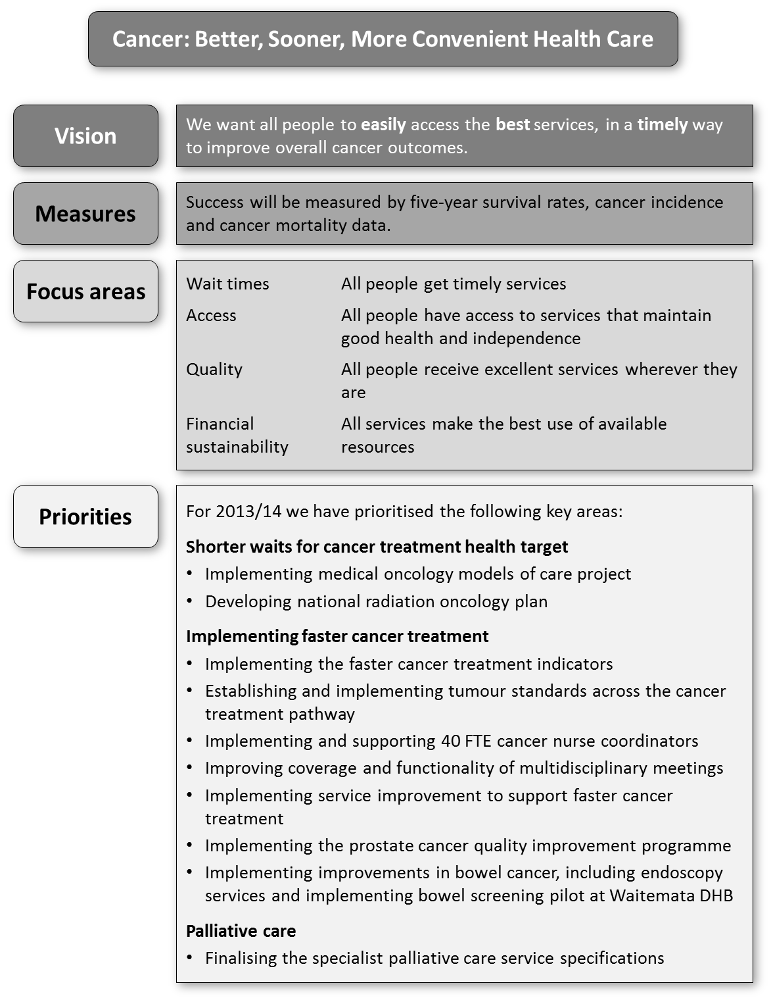 Cancer: Better, Sooner, More Convenient Health Care
Vision
We want all people to easily access the best services, in a timely way
to improve overall cancer outcomes.
Measures
Success will be measured by five-year survival rates, cancer incidence
and cancer mortality data.
Focus areas
Wait times
All people get timely services
Access
All people have access to services that maintain
good health and independence
Quality
All people receive excellent services wherever they
are
Financial
sustainability
All services make the best use of available
resources
Priorities
For 2013/14 we have prioritised the following key areas:
Shorter waits for cancer treatment health target
• Implementing medical oncology models of care project
• Developing national radiation oncology plan
Implementing faster cancer treatment
• Implementing the faster cancer treatment indicators
• Establishing and implementing tumour standards across the cancer
treatment pathway
• Implementing and supporting 40 FTE cancer nurse coordinators
• Improving coverage and functionality of multidisciplinary meetings
• Implementing service improvement to support faster cancer
treatment
• Implementing the prostate cancer quality improvement programme
• Implementing improvements in bowel cancer, including endoscopy
services and implementing bowel screening pilot at Waitemata DHB
Palliative care
• Finalising the specialist palliative care service specifications